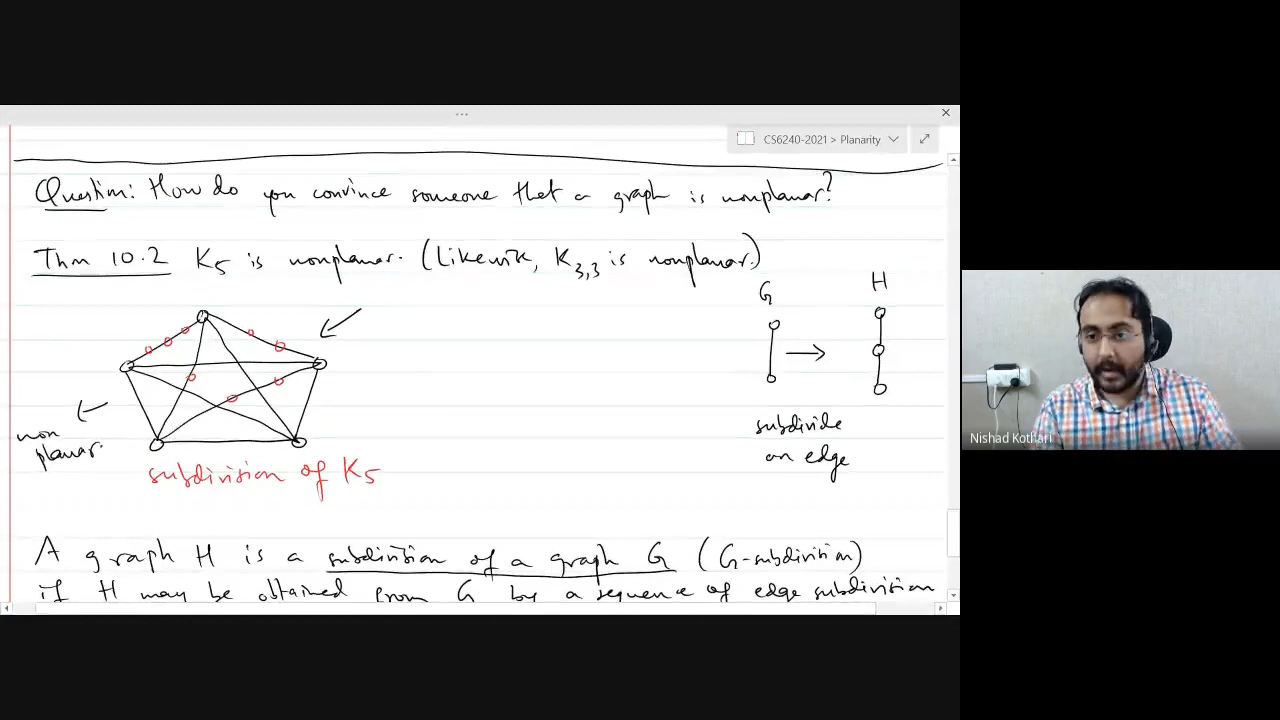 CS6240-2021 > Planarity
Question: How do you convince someone that a graph is nonplanar?
Thm 10.2 K5 is nonplanar. (Likewise, K3,3 is nonplanar.)
G H
non
planar.
subdivide
an edge
subdivision of K5
A graph H is a subdivision of a graph G (G-subdivision)
if H may be obtained from G by a sequence of edge subdivision
Nishad Kothari